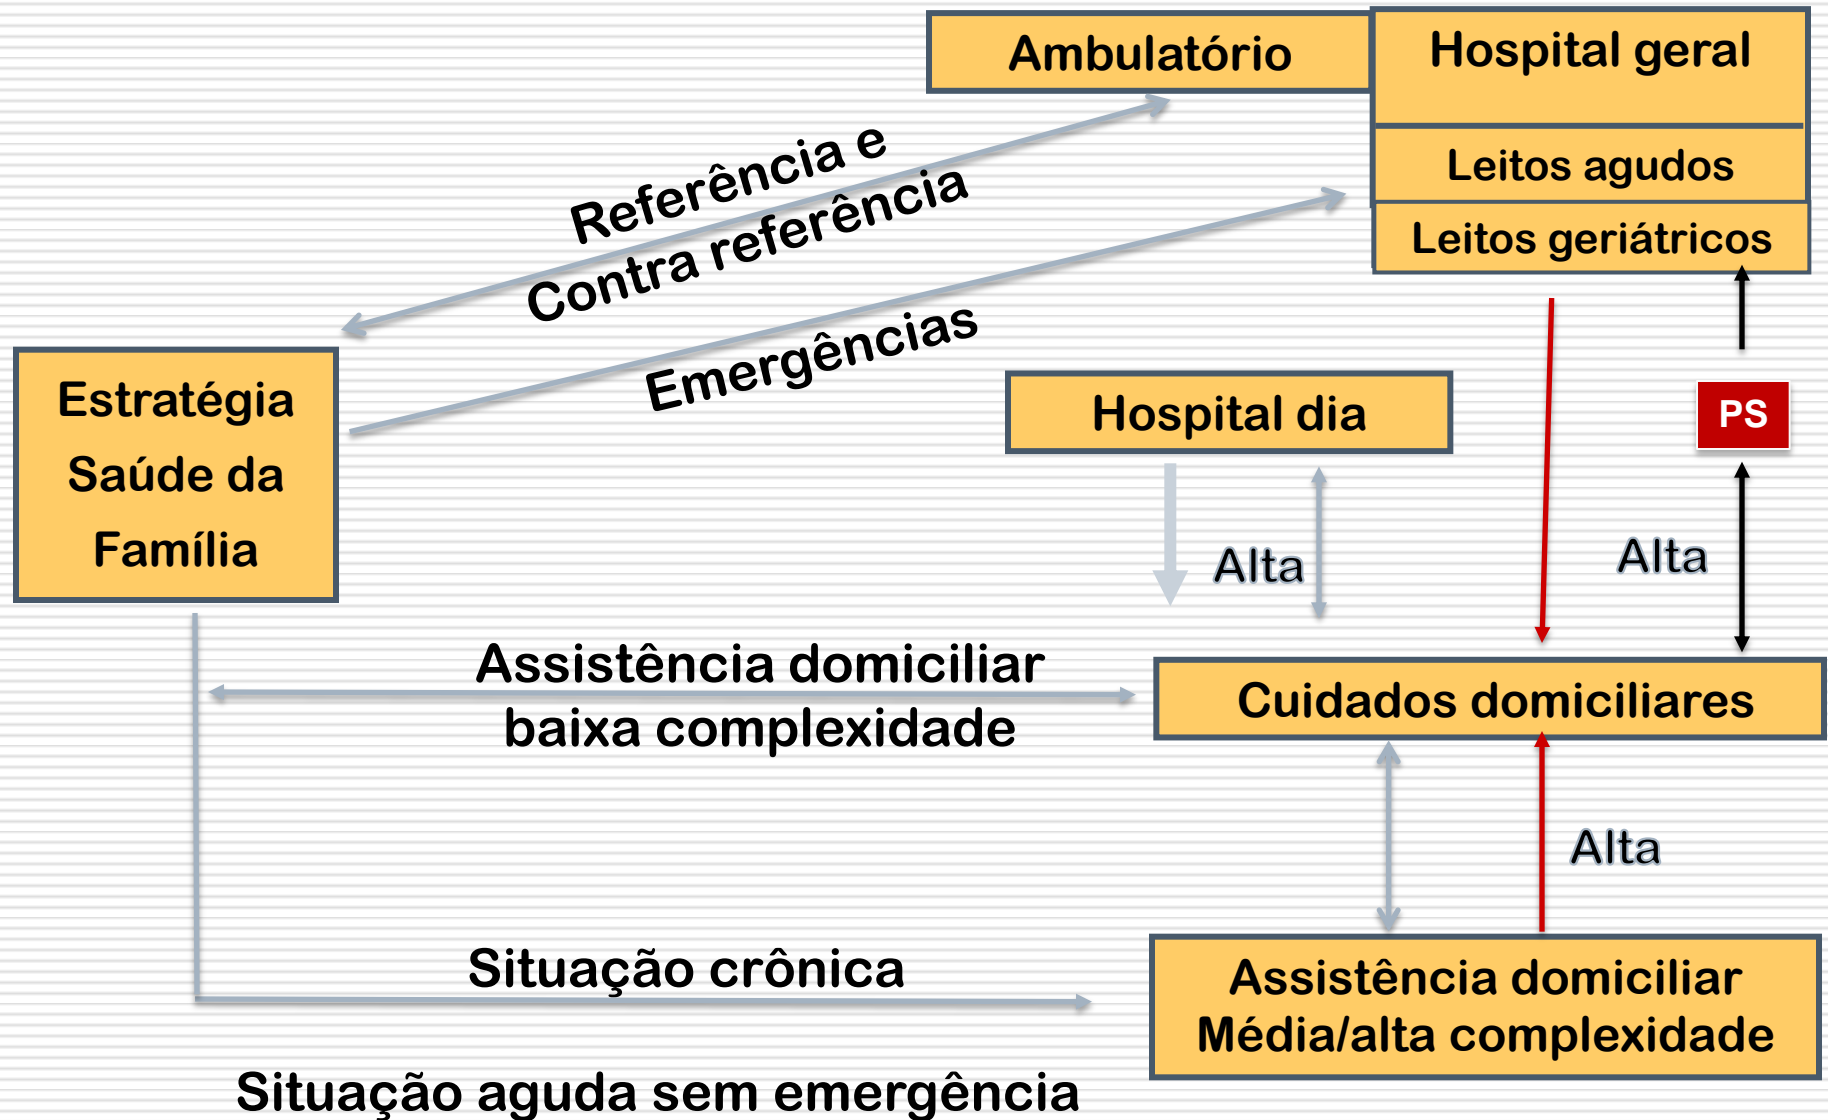 Ambulatório
Hospital geral
Leitos agudos
Leitos geriátricos
Referência e
Contra referência
Emergências
Estratégia
Saúde da
Família
Hospital dia
PS
Alta
Alta
Assistência domiciliar
baixa complexidade
Cuidados domiciliares
Alta
Situação crônica
Assistência domiciliar
Média/alta complexidade
Situação aguda sem emergência